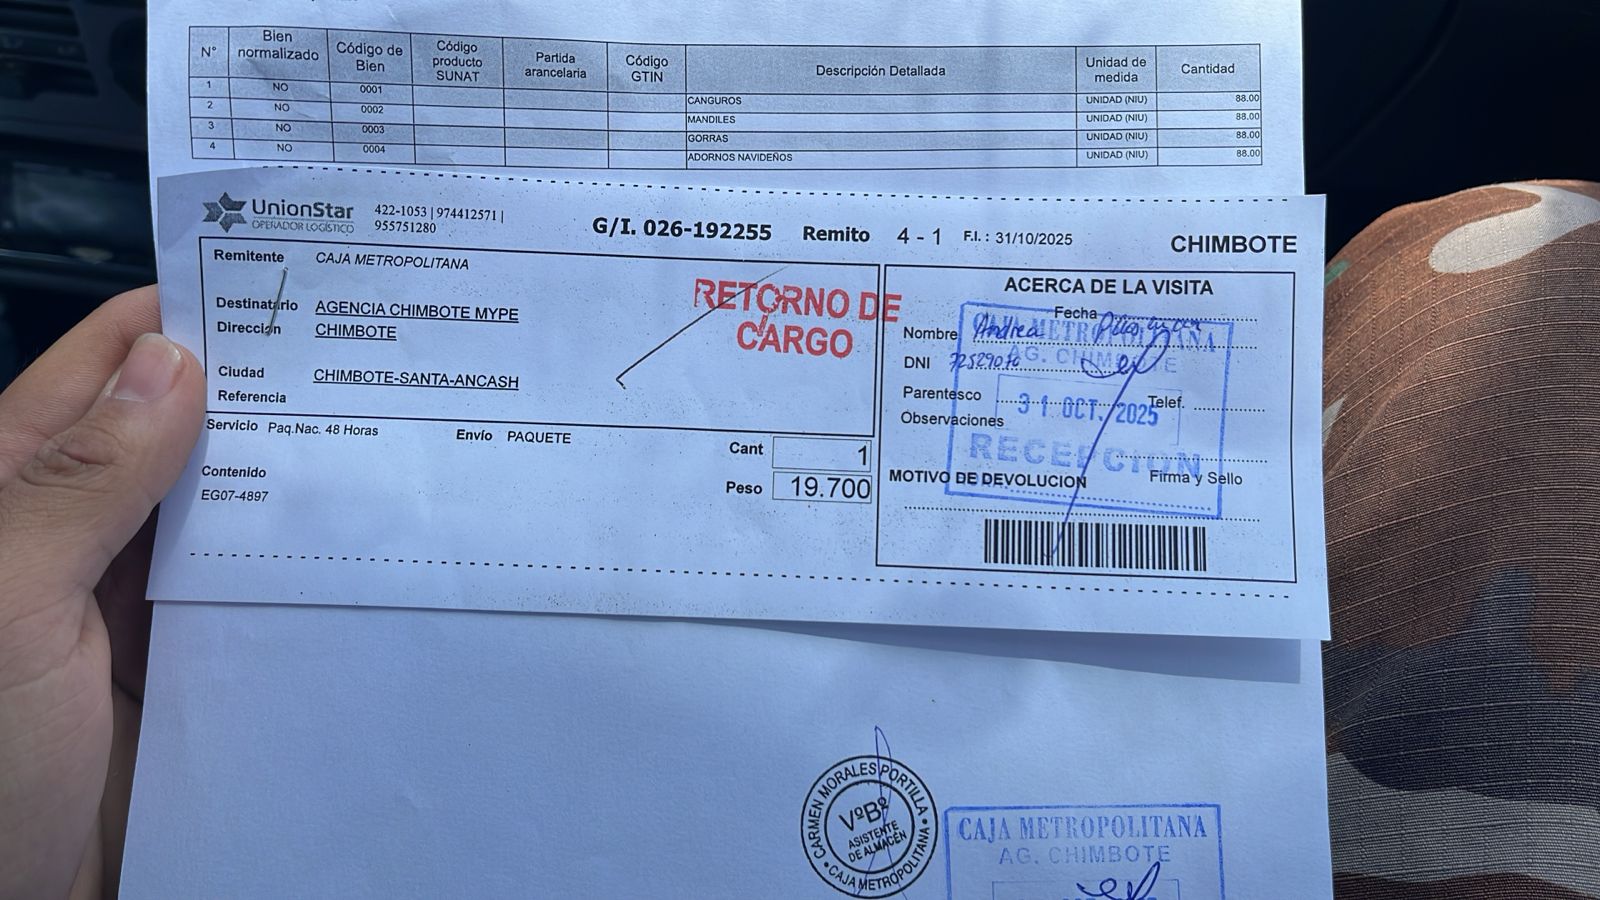 N° Bien normalizado Código de Bien Código producto SUNAT Partida arancelaria Código GTIN Descripción Detallada Unidad de medida Cantidad
1 NO 0001 CANGUROS UNIDAD (NIU) 88.00
2 NO 0002 MANDILES UNIDAD (NIU) 88.00
3 NO 0003 GORRAS UNIDAD (NIU) 88.00
4 NO 0004 ADORNOS NAVIDEÑOS UNIDAD (NIU) 88.00
UnionStar
OPERADOR LOGÍSTICO
422-1053 | 974412571 |
955751280
G/I. 026-192255 Remito 4 - 1 F.I. : 31/10/2025 CHIMBOTE
Remitente CAJA METROPOLITANA
Destinatario AGENCIA CHIMBOTE MYPE
Dirección CHIMBOTE
Ciudad CHIMBOTE-SANTA-ANCASH
Referencia
RETORNO DE
CARGO
Servicio Paq.Nac. 48 Horas Envío PAQUETE
Cant 1
Peso 19.700
Contenido
EG07-4897
ACERCA DE LA VISITA
Fecha
Nombre Andrea
DNI
Parentesco Telef.
Observaciones
MOTIVO DE DEVOLUCION Firma y Sello
CAJA METROPOLITANA
AG. CHIMBOTE
31 OCT. 2025
RECEPCION
CARMEN MORALES PORTILLA
VºBº
ASISTENTE
DE ALMACÉN
CAJA METROPOLITANA
CAJA METROPOLITANA
AG. CHIMBOTE